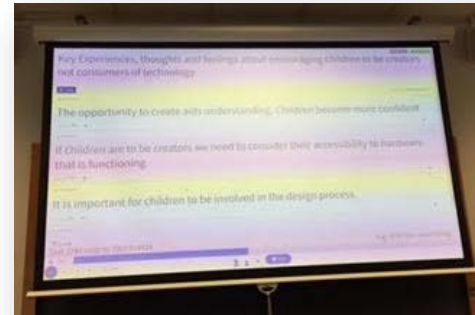 Key Experiences, thoughts and feelings about encouraging children to be creators
not consumers of technology
The opportunity to create aids understanding. Children become more confident
If children are to be creators we need to consider their accessibility to hardware
that is functioning.
It is important for children to be involved in the design process.